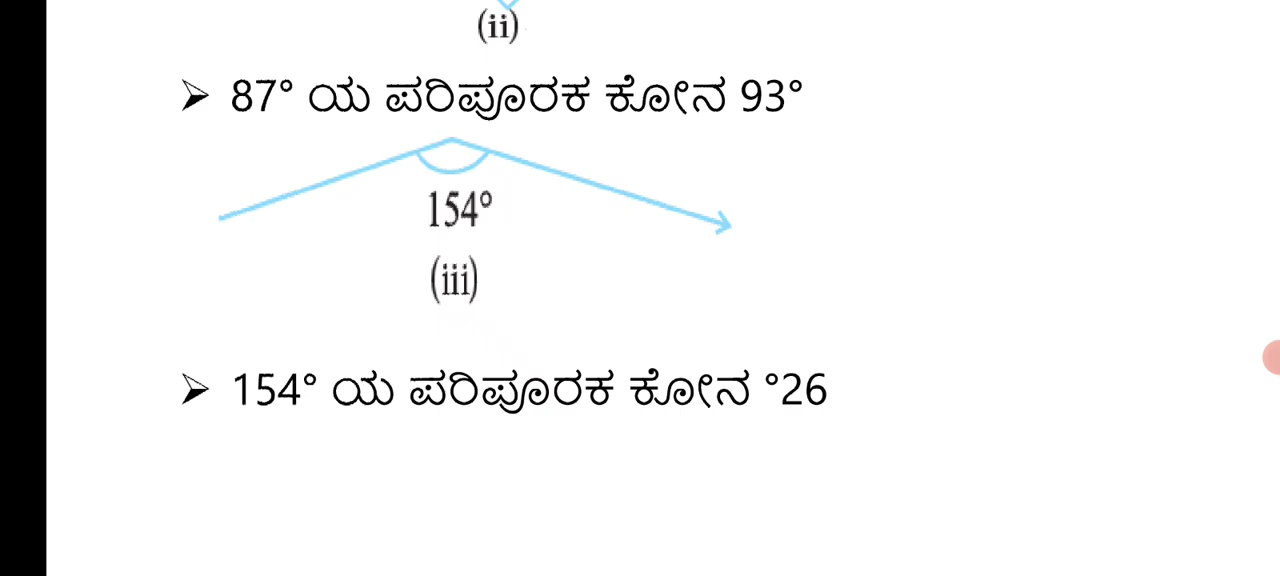 (ii)
➢ 87° ಯ ಪರಿಪೂರಕ ಕೋನ 93°
154°
(iii)
➢ 154° ಯ ಪರಿಪೂರಕ ಕೋನ °26